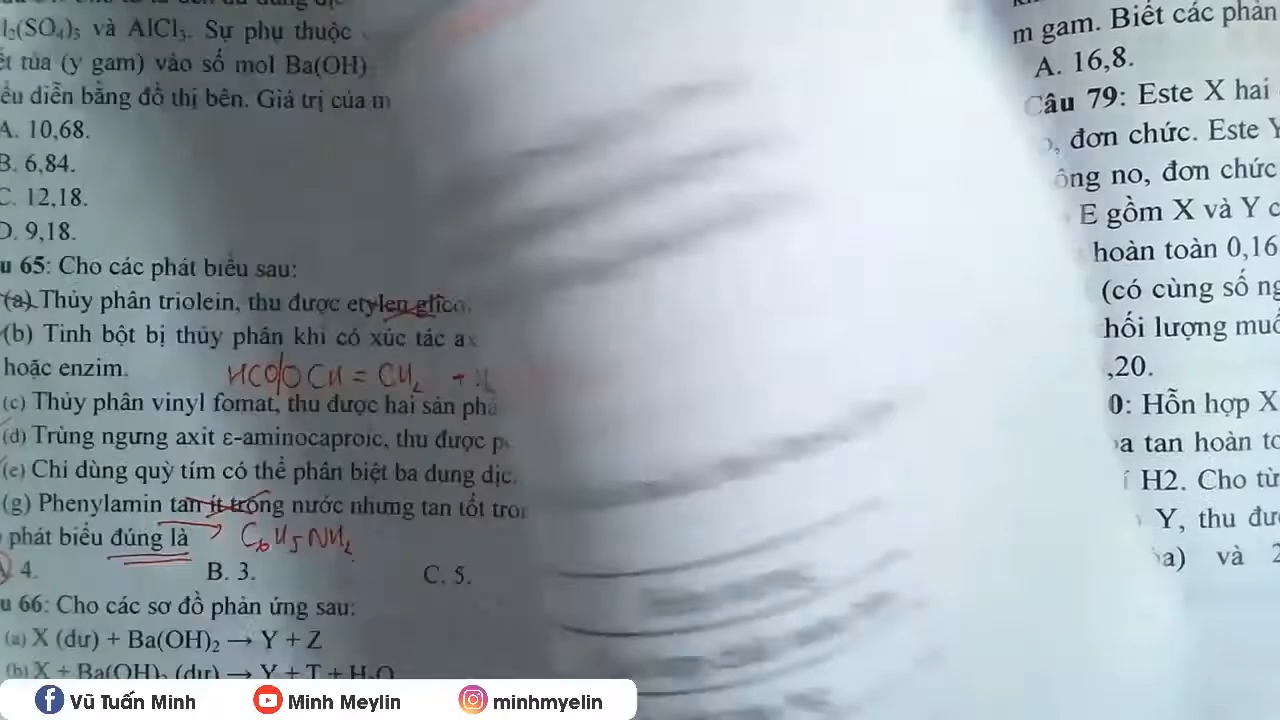 l₂(SO₄)₃ và AlCl₃. Sự phụ thuộc
ết tủa (y gam) vào số mol Ba(OH)
ểu diễn bằng đồ thị bên. Giá trị của m
A. 10,68.
B. 6,84.
C. 12,18.
D. 9,18.
u 65: Cho các phát biểu sau:
(a) Thủy phân triolein, thu được etylen glico
(b) Tinh bột bị thủy phân khi có xúc tác a
hoặc enzim.
HCOOCH = CH₂ +
(c) Thủy phân vinyl fomat, thu được hai sản phẩ
(d) Trùng ngưng axit ε-aminocaproic, thu được p
(e) Chỉ dùng quỳ tím có thể phân biệt ba dung dịc
(g) Phenylamin tan ít trong nước nhưng tan tốt tron
phát biểu đúng là
C₆H₅NH₂
4.
B. 3.
C. 5.
u 66: Cho các sơ đồ phản ứng sau:
(a) X (dư) + Ba(OH)₂ → Y + Z
(b) X + Ba(OH)₂ (dư) → Y + T + H₂O
m gam. Biết các phản
A. 16,8.
Câu 79: Este X hai
, đơn chức. Este Y
ông no, đơn chức
E gồm X và Y c
hoàn toàn 0,16
(có cùng số ng
hối lượng muố
,20.
0: Hỗn hợp X
a tan hoàn to
H2. Cho từ
Y, thu đư
a) và 2
Vũ Tuấn Minh
Minh Meylin
minhmyelin